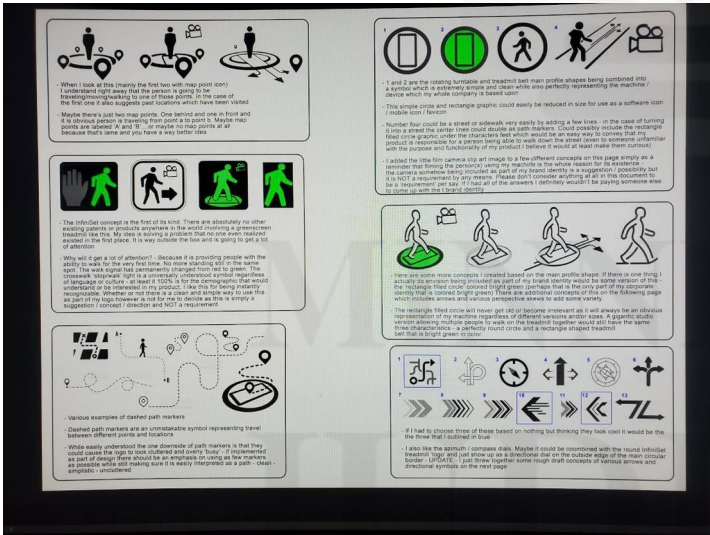 - When I look at this (mainly the first two with map point icon)
I understand right away that the person is going to be
traveling/moving/walking to one of those points. In the case
of the first one it also suggests past locations which have been
visited
- Maybe there's just two map points. One behind and one in front and
it is obvious person is traveling from point a to point b. Maybe map
points are labeled 'A' and 'B'... or maybe no map points at all
because that's lame and you have a way better idea
- The InfiniSet concept is the first of its kind. There are absolutely no other
existing patents or products anywhere in the world involving a greenscreen
treadmill like this. My idea is solving a problem that no one even realized
existed in the first place. It is way outside the box and is going to get a lot
of attention
- Why will it get a lot of attention? - Because it is providing people with the
ability to walk for the very first time. No more standing still in the same
spot. The walk signal has permanently changed from red to green. The
crosswalk 'stop/walk' light is a universally understood symbol regardless
of language or culture - at least it 100% is for the demographic that would
understand to be interested in my product. I like this for being instantly
recognizable. Whether or not there is a clean and simple way to use this
as part of my logo however is not for me to decide as this is simply a
suggestion / concept / direction and NOT a requirement
A
B
- Various examples of dashed path markers
- Dashed path markers are an unmistakable symbol representing travel
between different points and locations
- While easily understood the one downside of path markers is that they
could cause the logo to look cluttered and overly 'busy' - if implemented
as part of design there should be an emphasis on using as few markers
as possible while still making sure it is easily interpreted as a path - clean -
simplistic - uncluttered
1 2 3 4
- 1 and 2 are the rotating turntable and treadmill belt main profile shapes being combined into
a symbol which is extremely simple and clean while also perfectly representing the machine /
device which my whole company is based upon
- This simple circle and rectangle graphic could easily be reduced in size for use as a software icon
/ mobile icon / favicon
- Number four could be a street or sidewalk very easily by adding a few lines - in the case of turning
it into a street the center lines could double as path markers. Could possibly include the rectangle
filled circle graphic under the characters feet which would be an easy way to convey that my
product is responsible for a person being able to walk down the street (even to someone unfamiliar
with the purpose and functionality of my product I believe it would at least make them curious)
- I added the little film camera clip art image to a few different concepts on this page simply as a
reminder that filming the person(s) using my machine is the whole reason for its existence -
the camera somehow being included as part of my brand identity is a suggestion / possibility but
it is NOT a requirement by any means. Please don't consider anything at all in this document to
be a 'requirement' per say. If I had all of the answers I definitely wouldn't be paying someone else
to come up with the brand identity
- Here are some more concepts I created based on the main profile shape. If there is one thing I
actually do envision being included as part of my brand identity would be some version of this -
the rectangle filled circle colored bright green (perhaps that is the only part of my corporate
identity that is colored bright green) There are additional concepts of this on the following page
which includes arrows and various perspective skews to add some variety.
- The rectangle filled circle will never get old or become irrelevant as it will always be an obvious
representation of my machine regardless of different versions and/or sizes. A gigantic studio
version allowing multiple people to walk on the treadmill together would still have the same
three characteristics - a perfectly round circle and a rectangle shaped treadmill
belt that is bright green in color.
1 2 3 4 5 6
7 8 9 10 11 12 13
- If I had to choose three of these based on nothing but thinking they look cool it would be the
the three that I outlined in blue
- I also like the azimuth / compass dials. Maybe it could be coombined with the round InfiniSet
treadmill 'logo' and just show up as a directional dial on the outside edge of the main circular
border - UPDATE - I just threw together some rough draft concepts of various arrows and
directional symbols on the next page